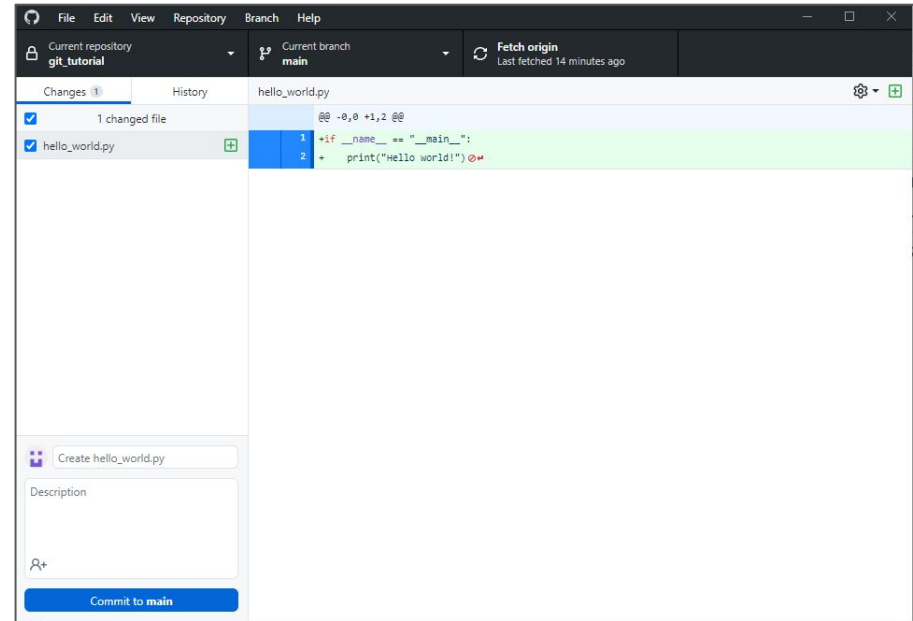 File Edit View Repository Branch Help
Current repository
git_tutorial
Current branch
main
Fetch origin
Last fetched 14 minutes ago
Changes 1 History
hello_world.py
1 changed file
@@ -0,0 +1,2 @@
hello_world.py
1 +if __name__ == "__main__":
2 +    print("Hello world!")
Create hello_world.py
Description
Commit to main